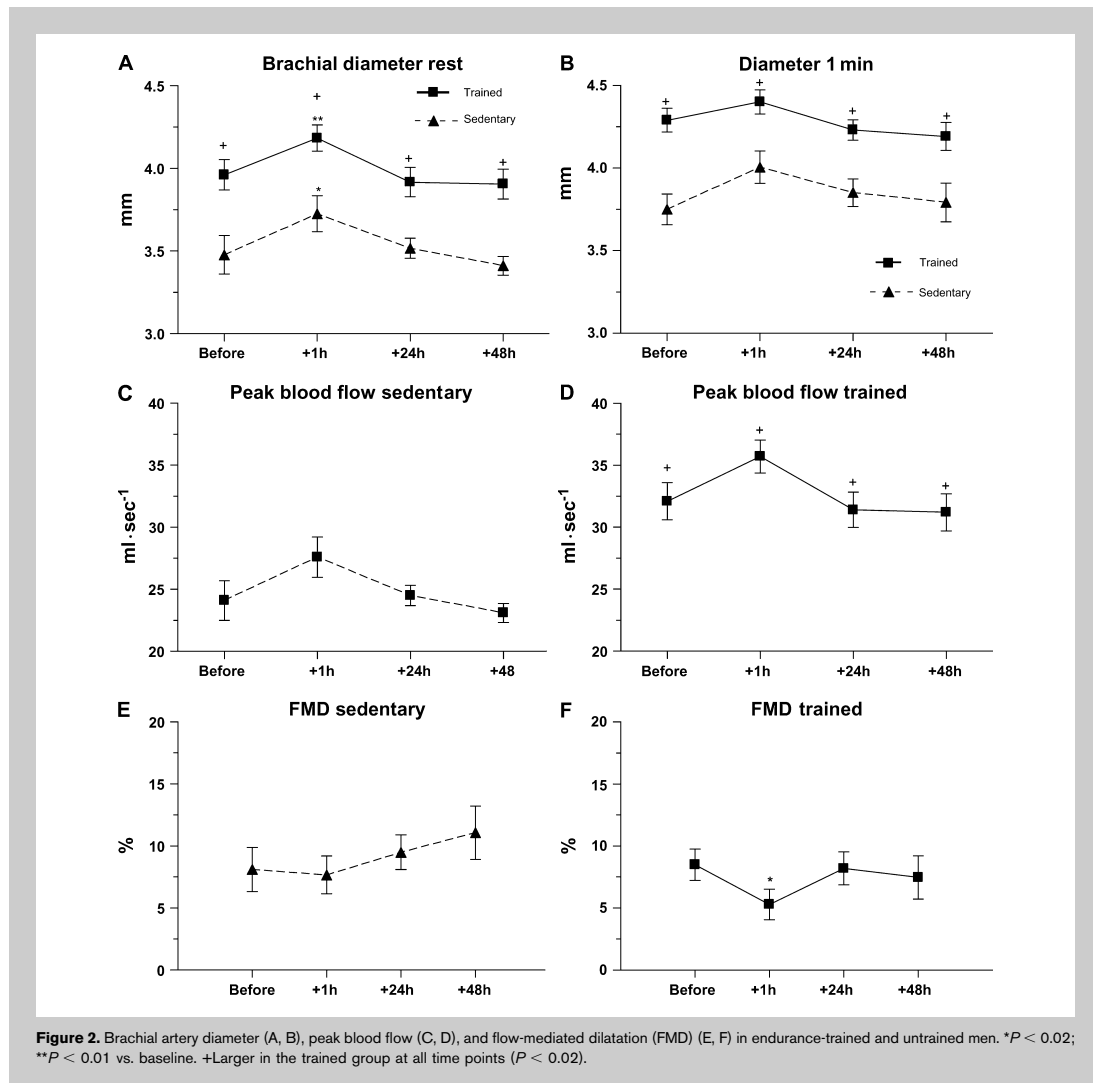 A
Brachial diameter rest
4.5
4.0
3.5
3.0
mm
+
+
**
+
+
*
Trained
Sedentary
Before
+1h
+24h
+48h
B
Diameter 1 min
4.5
4.0
3.5
3.0
mm
+
+
+
+
Trained
Sedentary
Before
+1h
+24h
+48h
C
Peak blood flow sedentary
40
35
30
25
20
ml·sec⁻¹
Before
+1h
+24h
+48
D
Peak blood flow trained
40
35
30
25
20
ml·sec⁻¹
+
+
+
+
Before
+1h
+24h
+48h
E
FMD sedentary
20
15
10
5
0
%
Before
+1h
+24h
+48h
F
FMD trained
20
15
10
5
0
%
*
Before
+1h
+24h
+48h
Figure 2. Brachial artery diameter (A, B), peak blood flow (C, D), and flow-mediated dilatation (FMD) (E, F) in endurance-trained and untrained men. *P < 0.02;
**P < 0.01 vs. baseline. +Larger in the trained group at all time points (P < 0.02).